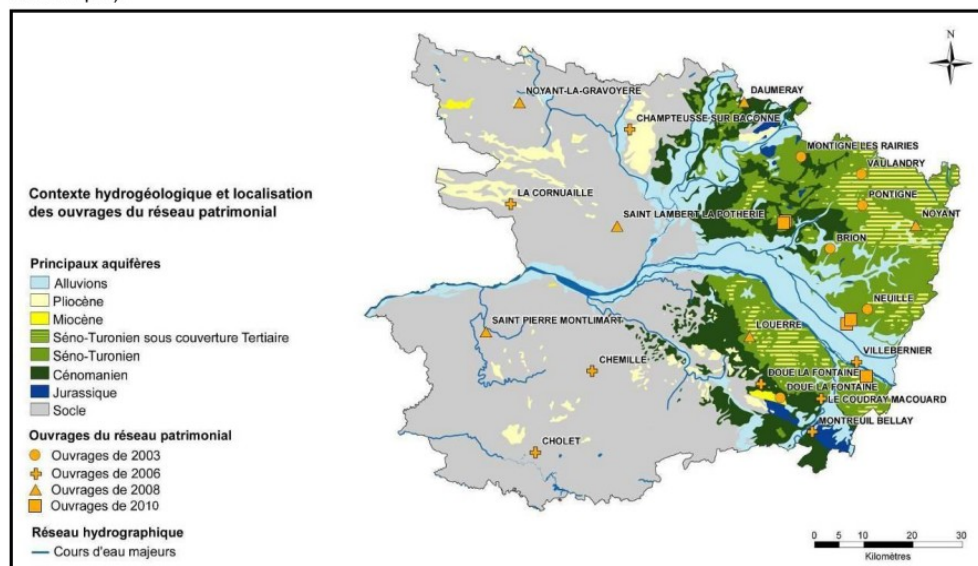 N
NOYANT-LA-GRAVOYERE
DAUMERAY
CHAMPTEUSSE-SUR-BACONNE
MONTIGNE LES RAIRIES
VAULANDRY
LA CORNUAILLE
PONTIGNE
SAINT LAMBERT LA POTHERIE
NOYANT
BRION
NEUILLE
SAINT PIERRE MONTLIMART
LOUERRE
VILLEBERNIER
CHEMILLE
DOUE LA FONTAINE
DOUE LA FONTAINE
LE COUDRAY MACOUARD
MONTREUIL BELLAY
CHOLET
Contexte hydrogéologique et localisation
des ouvrages du réseau patrimonial
Principaux aquifères
Alluvions
Pliocène
Miocène
Séno-Turonien sous couverture Tertiaire
Séno-Turonien
Cénomanien
Jurassique
Socle
Ouvrages du réseau patrimonial
Ouvrages de 2003
Ouvrages de 2006
Ouvrages de 2008
Ouvrages de 2010
Réseau hydrographique
Cours d'eau majeurs
0 5 10 20 30
Kilomètres